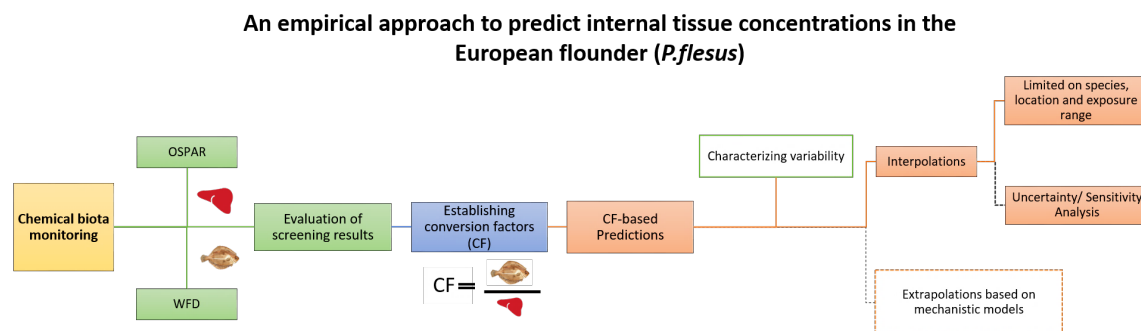 An empirical approach to predict internal tissue concentrations in the
European flounder (P.flesus)
OSPAR
Chemical biota
monitoring
WFD
Evaluation of
screening results
Establishing
conversion factors
(CF)
CF=
CF-based
Predictions
Characterizing variability
Interpolations
Limited on species,
location and exposure
range
Uncertainty/ Sensitivity
Analysis
Extrapolations based on
mechanistic models